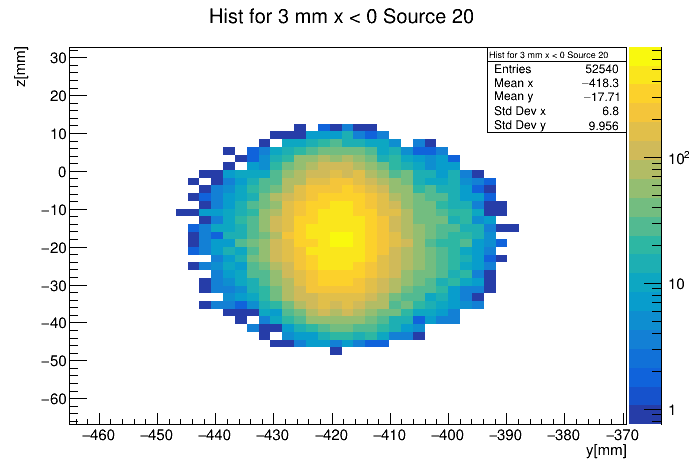 Hist for 3 mm x < 0 Source 20
z[mm]
Hist for 3 mm x < 0 Source 20
Entries 52540
Mean x −418.3
Mean y −17.71
Std Dev x 6.8
Std Dev y 9.956
30
20
10
0
−10
−20
−30
−40
−50
−60
10²
10
1
−460 −450 −440 −430 −420 −410 −400 −390 −380 −370
y[mm]